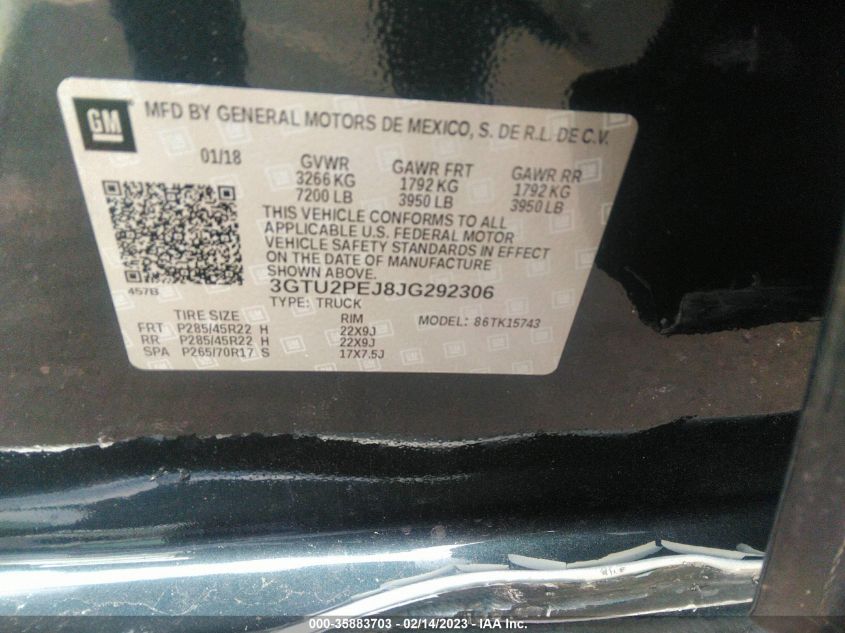 GM
MFD BY GENERAL MOTORS DE MEXICO, S. DE R.L. DE C.V.
01/18 GVWR GAWR FRT GAWR RR
3266 KG 1792 KG 1792 KG
7200 LB 3950 LB 3950 LB
THIS VEHICLE CONFORMS TO ALL
APPLICABLE U.S. FEDERAL MOTOR
VEHICLE SAFETY STANDARDS IN EFFECT
ON THE DATE OF MANUFACTURE
SHOWN ABOVE.
457B
3GTU2PEJ8JG292306
TYPE: TRUCK
TIRE SIZE RIM MODEL: 86TK15743
FRT P285/45R22 H 22X9J
RR P285/45R22 H 22X9J
SPA P265/70R17 S 17X7.5J
000-35883703 — 02/14/2023 — IAA Inc.